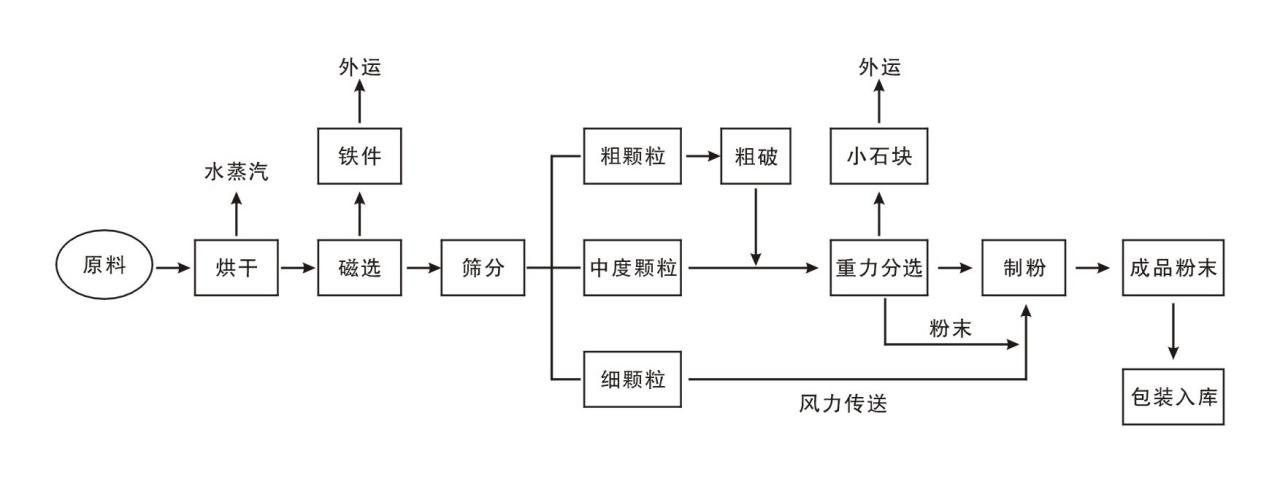 外运
外运
铁件
粗颗粒
粗破
小石块
水蒸汽
原料
烘干
磁选
筛分
中度颗粒
重力分选
制粉
成品粉末
粉末
细颗粒
风力传送
包装入库